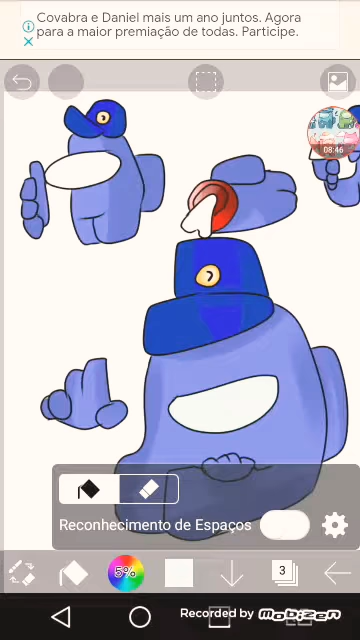 Covabra e Daniel mais um ano juntos. Agora
para a maior premiação de todas. Participe.
08:46
Reconhecimento de Espaços
5%
3
Recorded by mobizen